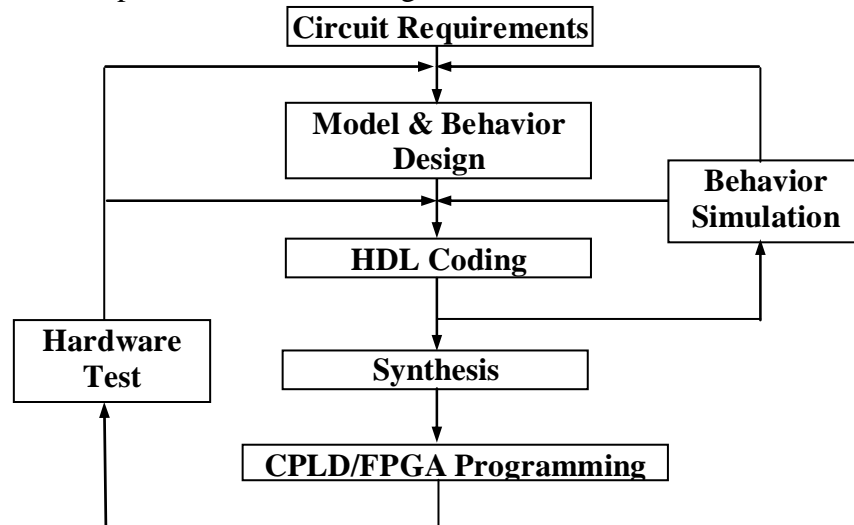 Circuit Requirements
Model & Behavior
Design
Behavior
Simulation
HDL Coding
Hardware
Test
Synthesis
CPLD/FPGA Programming